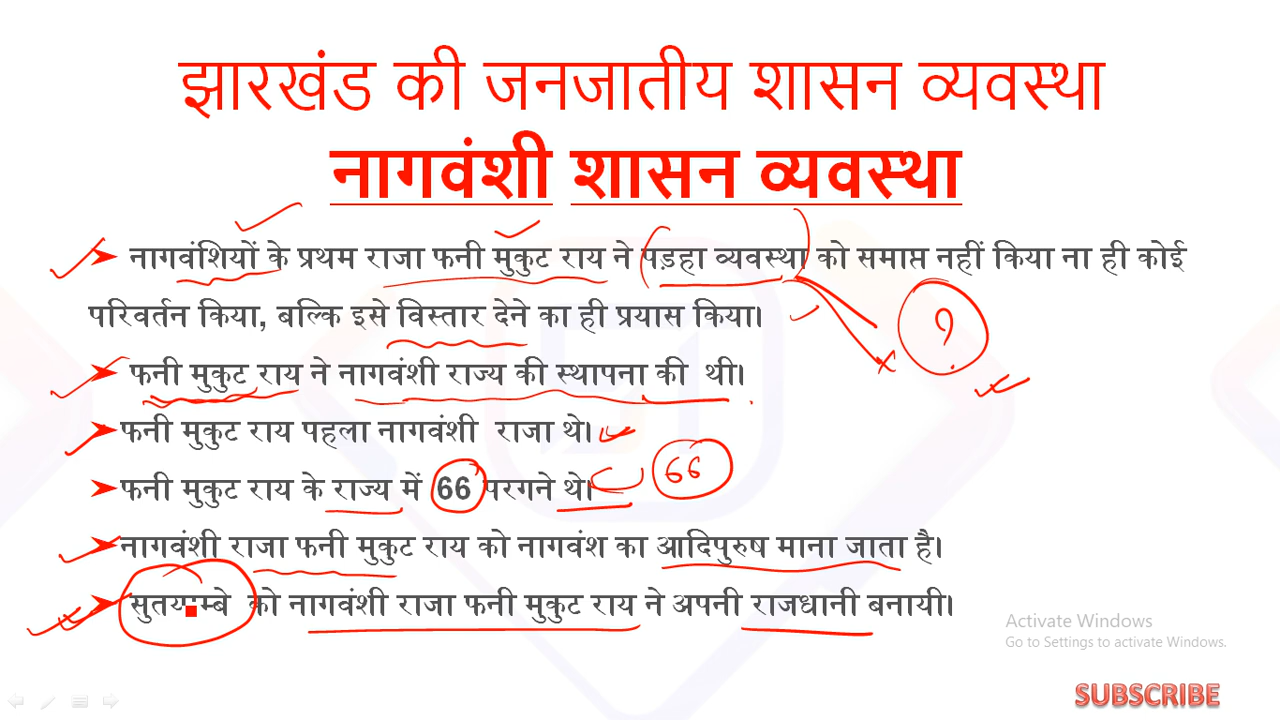 झारखंड की जनजातीय शासन व्यवस्था
नागवंशी शासन व्यवस्था
नागवंशियों के प्रथम राजा फनी मुकुट राय ने पड़हा व्यवस्था को समाप्त नहीं किया ना ही कोई
परिवर्तन किया, बल्कि इसे विस्तार देने का ही प्रयास किया।
?
फनी मुकुट राय ने नागवंशी राज्य की स्थापना की थी।
फनी मुकुट राय पहला नागवंशी राजा थे।
फनी मुकुट राय के राज्य में 66 परगने थे। 66
नागवंशी राजा फनी मुकुट राय को नागवंश का आदिपुरुष माना जाता है।
को नागवंशी राजा फनी मुकुट राय ने अपनी राजधानी बनायी।
Activate Windows
Go to Settings to activate Windows.
SUBSCRIBE